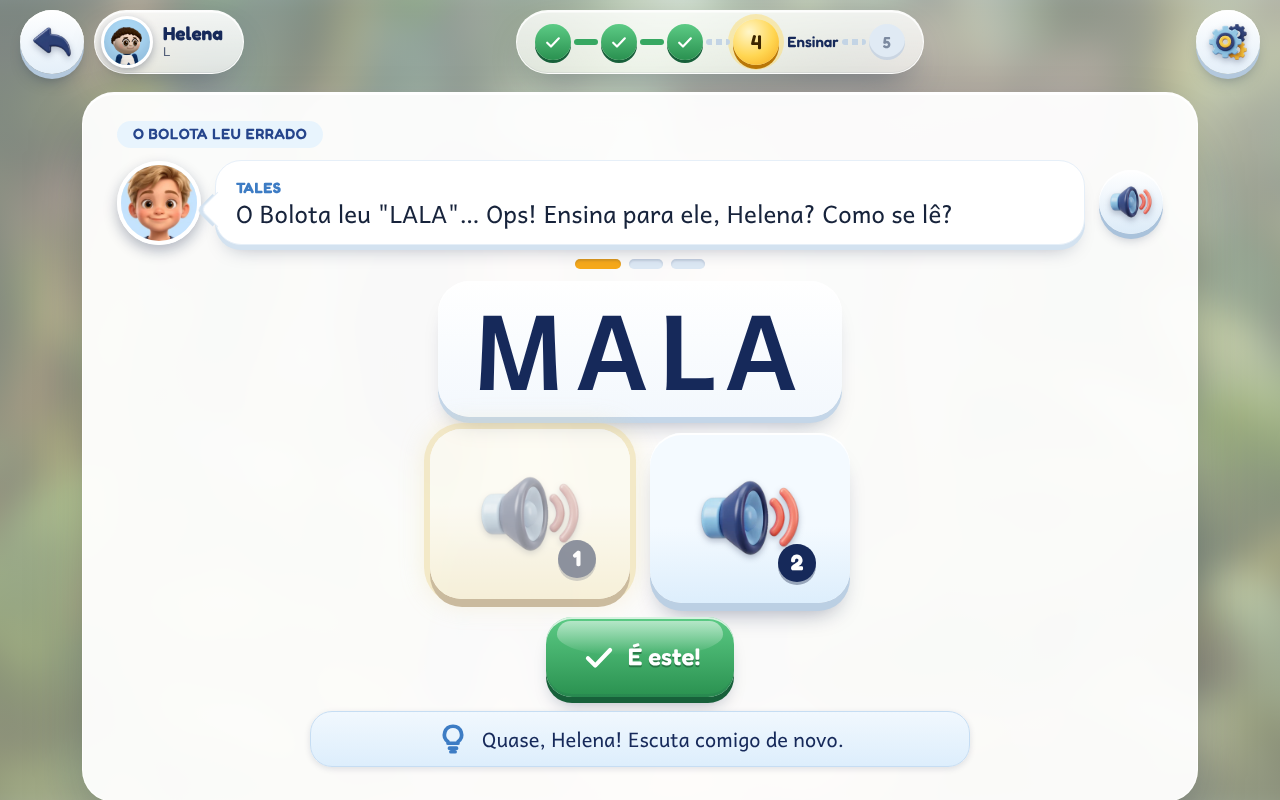 Helena
L
4
Ensinar
5
O BOLOTA LEU ERRADO
TALES
O Bolota leu "LALA"... Ops! Ensina para ele, Helena? Como se lê?
MALA
1
2
É este!
Quase, Helena! Escuta comigo de novo.